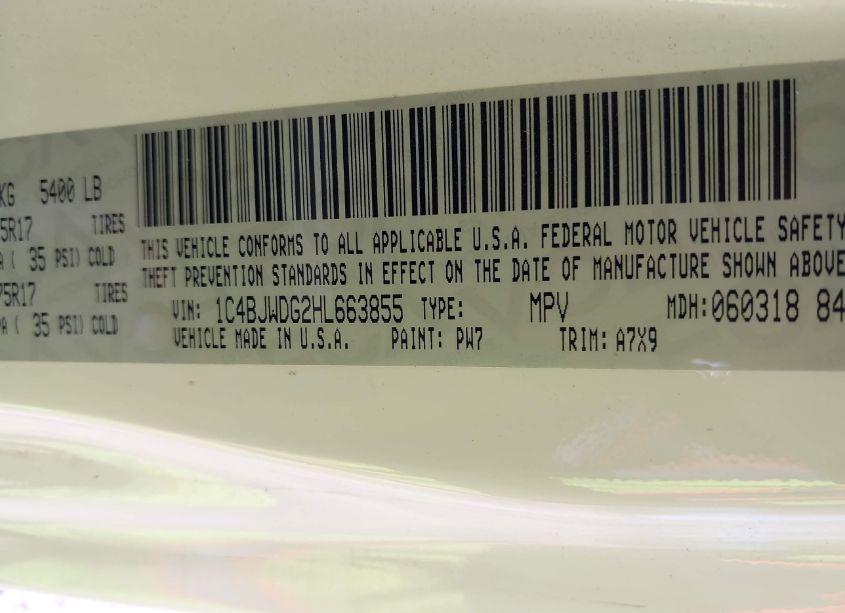 KG 5400 LB
5R17 TIRES
A ( 35 PSI) COLD
75R17 TIRES
PA ( 35 PSI) COLD
THIS VEHICLE CONFORMS TO ALL APPLICABLE U.S.A. FEDERAL MOTOR VEHICLE SAFETY
THEFT PREVENTION STANDARDS IN EFFECT ON THE DATE OF MANUFACTURE SHOWN ABOVE
VIN: 1C4BJWDG2HL663855 TYPE: MPV MDH:060318 84
VEHICLE MADE IN U.S.A. PAINT: PW7 TRIM: A7X9